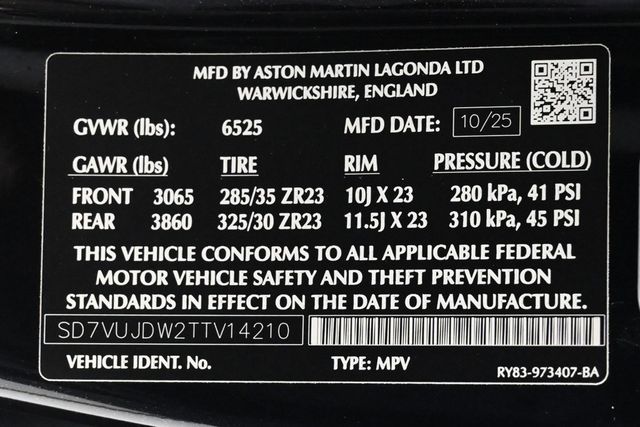 MFD BY ASTON MARTIN LAGONDA LTD
WARWICKSHIRE, ENGLAND
GVWR (lbs): 6525 MFD DATE: 10/25
GAWR (lbs) TIRE RIM PRESSURE (COLD)
FRONT 3065 285/35 ZR23 10J X 23 280 kPa, 41 PSI
REAR 3860 325/30 ZR23 11.5J X 23 310 kPa, 45 PSI
THIS VEHICLE CONFORMS TO ALL APPLICABLE FEDERAL
MOTOR VEHICLE SAFETY AND THEFT PREVENTION
STANDARDS IN EFFECT ON THE DATE OF MANUFACTURE.
SD7VUJDW2TTV14210
VEHICLE IDENT. No. TYPE: MPV RY83-973407-BA